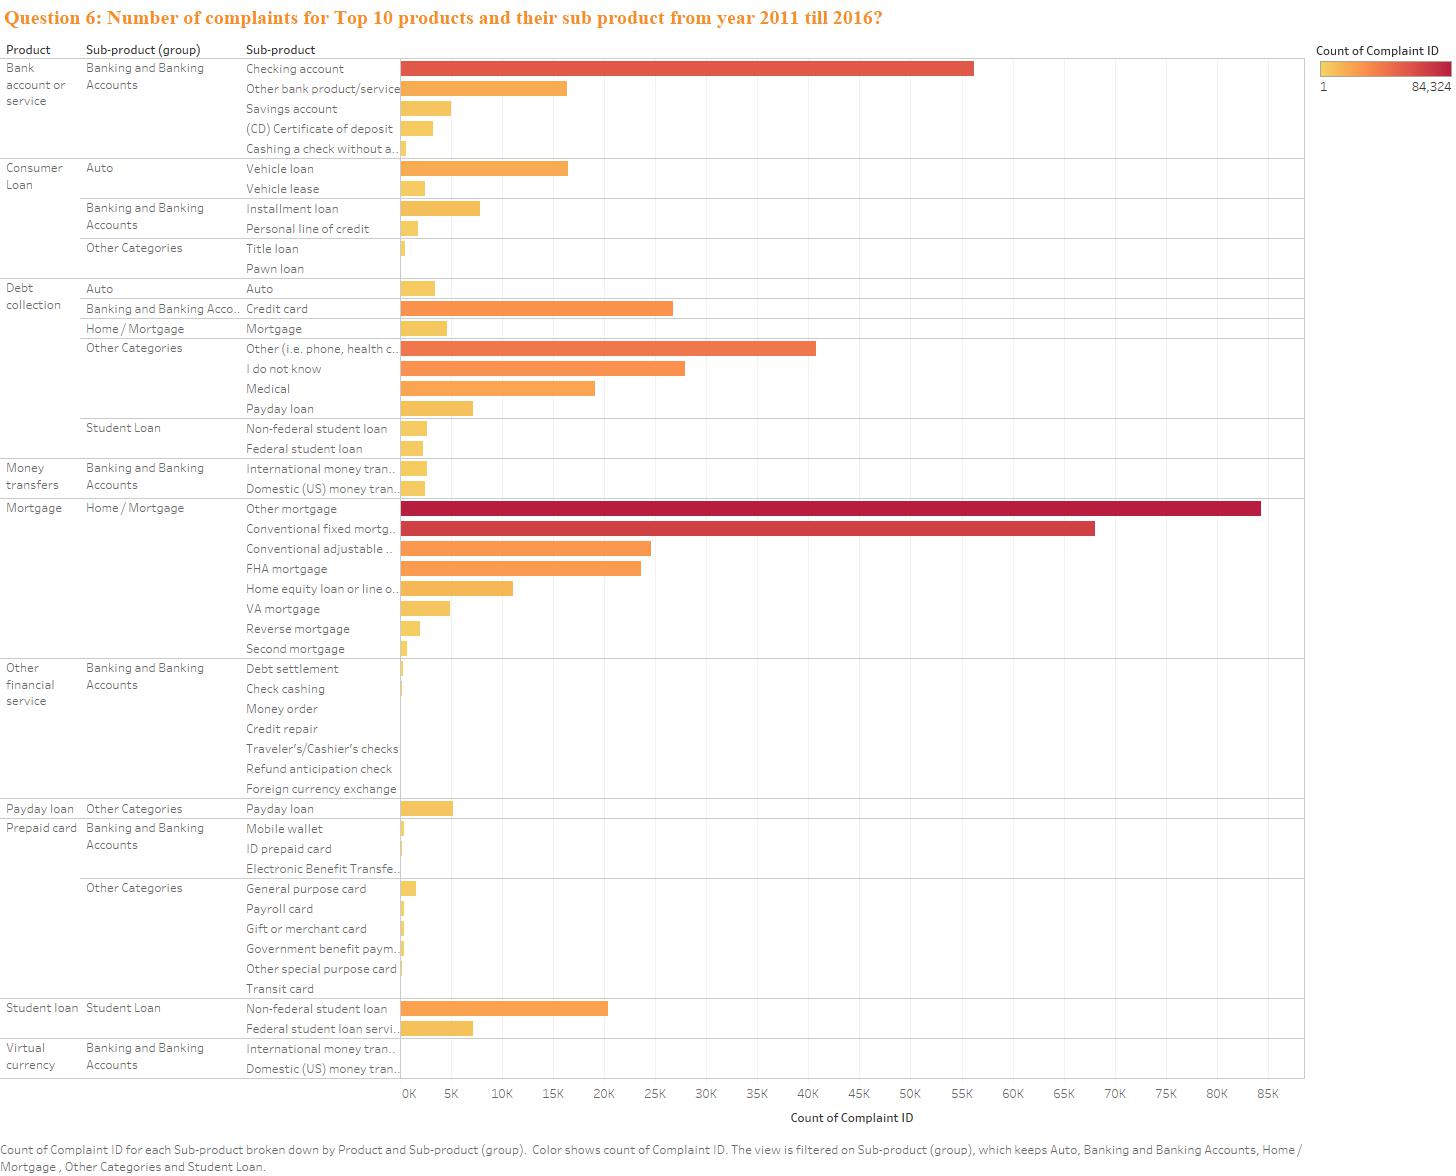 Question 6: Number of complaints for Top 10 products and their sub product from year 2011 till 2016?
Product Sub-product (group) Sub-product
Count of Complaint ID
1 84,324
Bank account or service Banking and Banking Accounts Checking account
Other bank product/service
Savings account
(CD) Certificate of deposit
Cashing a check without a..
Consumer Loan Auto Vehicle loan
Vehicle lease
Banking and Banking Accounts Installment loan
Personal line of credit
Other Categories Title loan
Pawn loan
Debt collection Auto Auto
Banking and Banking Acco.. Credit card
Home / Mortgage Mortgage
Other Categories Other (i.e. phone, health c..
I do not know
Medical
Payday loan
Student Loan Non-federal student loan
Federal student loan
Money transfers Banking and Banking Accounts International money tran..
Domestic (US) money tran..
Mortgage Home / Mortgage Other mortgage
Conventional fixed mortg..
Conventional adjustable ..
FHA mortgage
Home equity loan or line o..
VA mortgage
Reverse mortgage
Second mortgage
Other financial service Banking and Banking Accounts Debt settlement
Check cashing
Money order
Credit repair
Traveler's/Cashier's checks
Refund anticipation check
Foreign currency exchange
Payday loan Other Categories Payday loan
Prepaid card Banking and Banking Accounts Mobile wallet
ID prepaid card
Electronic Benefit Transfe..
Other Categories General purpose card
Payroll card
Gift or merchant card
Government benefit paym..
Other special purpose card
Transit card
Student loan Student Loan Non-federal student loan
Federal student loan servi..
Virtual currency Banking and Banking Accounts International money tran..
Domestic (US) money tran..
0K 5K 10K 15K 20K 25K 30K 35K 40K 45K 50K 55K 60K 65K 70K 75K 80K 85K
Count of Complaint ID
Count of Complaint ID for each Sub-product broken down by Product and Sub-product (group).  Color shows count of Complaint ID. The view is filtered on Sub-product (group), which keeps Auto, Banking and Banking Accounts, Home /
Mortgage , Other Categories and Student Loan.